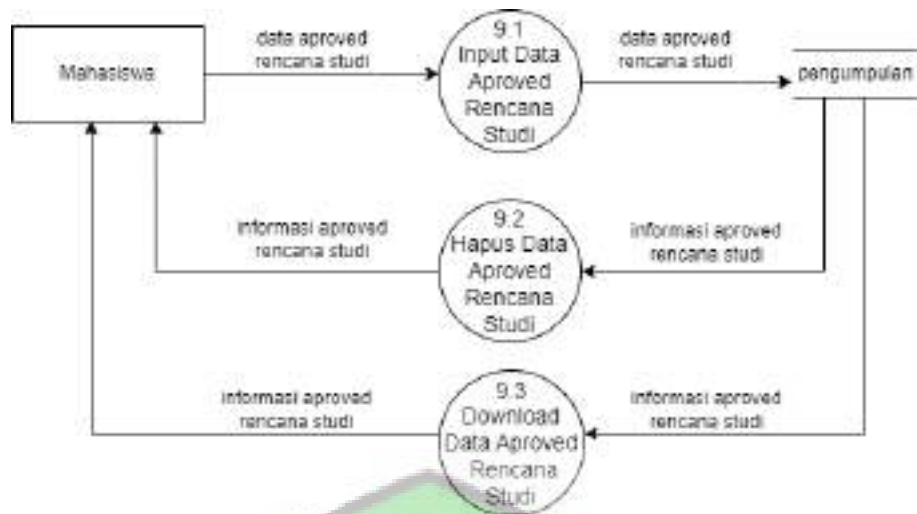 Mahasiswa
data aproved
rencana studi
9.1
Input Data
Aproved
Rencana
Studi
data aproved
rencana studi
pengumpulan
informasi aproved
rencana studi
9.2
Hapus Data
Aproved
Rencana
Studi
informasi aproved
rencana studi
informasi aproved
rencana studi
9.3
Download
Data Aproved
Rencana
Studi
informasi aproved
rencana studi